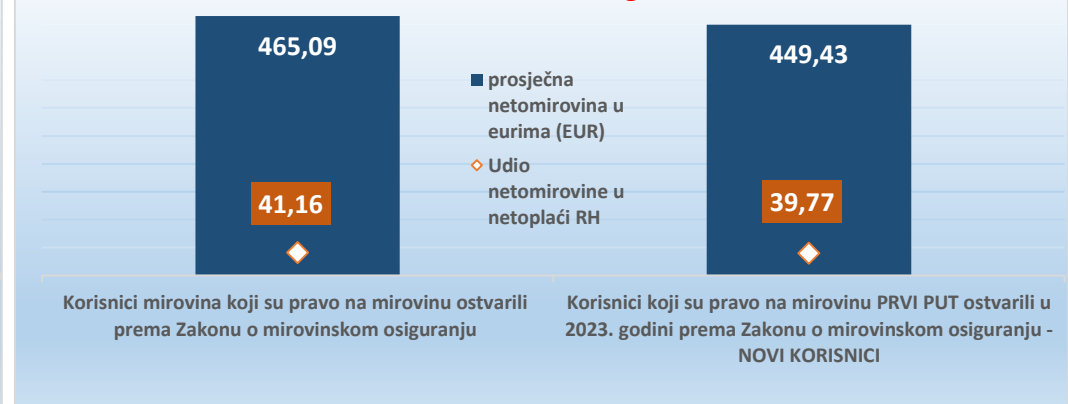 465,09
449,43
prosječna
netomirovina u
eurima (EUR)
Udio
netomirovine u
netoplaći RH
41,16
39,77
Korisnici mirovina koji su pravo na mirovinu ostvarili
prema Zakonu o mirovinskom osiguranju
Korisnici koji su pravo na mirovinu PRVI PUT ostvarili u
2023. godini prema Zakonu o mirovinskom osiguranju -
NOVI KORISNICI